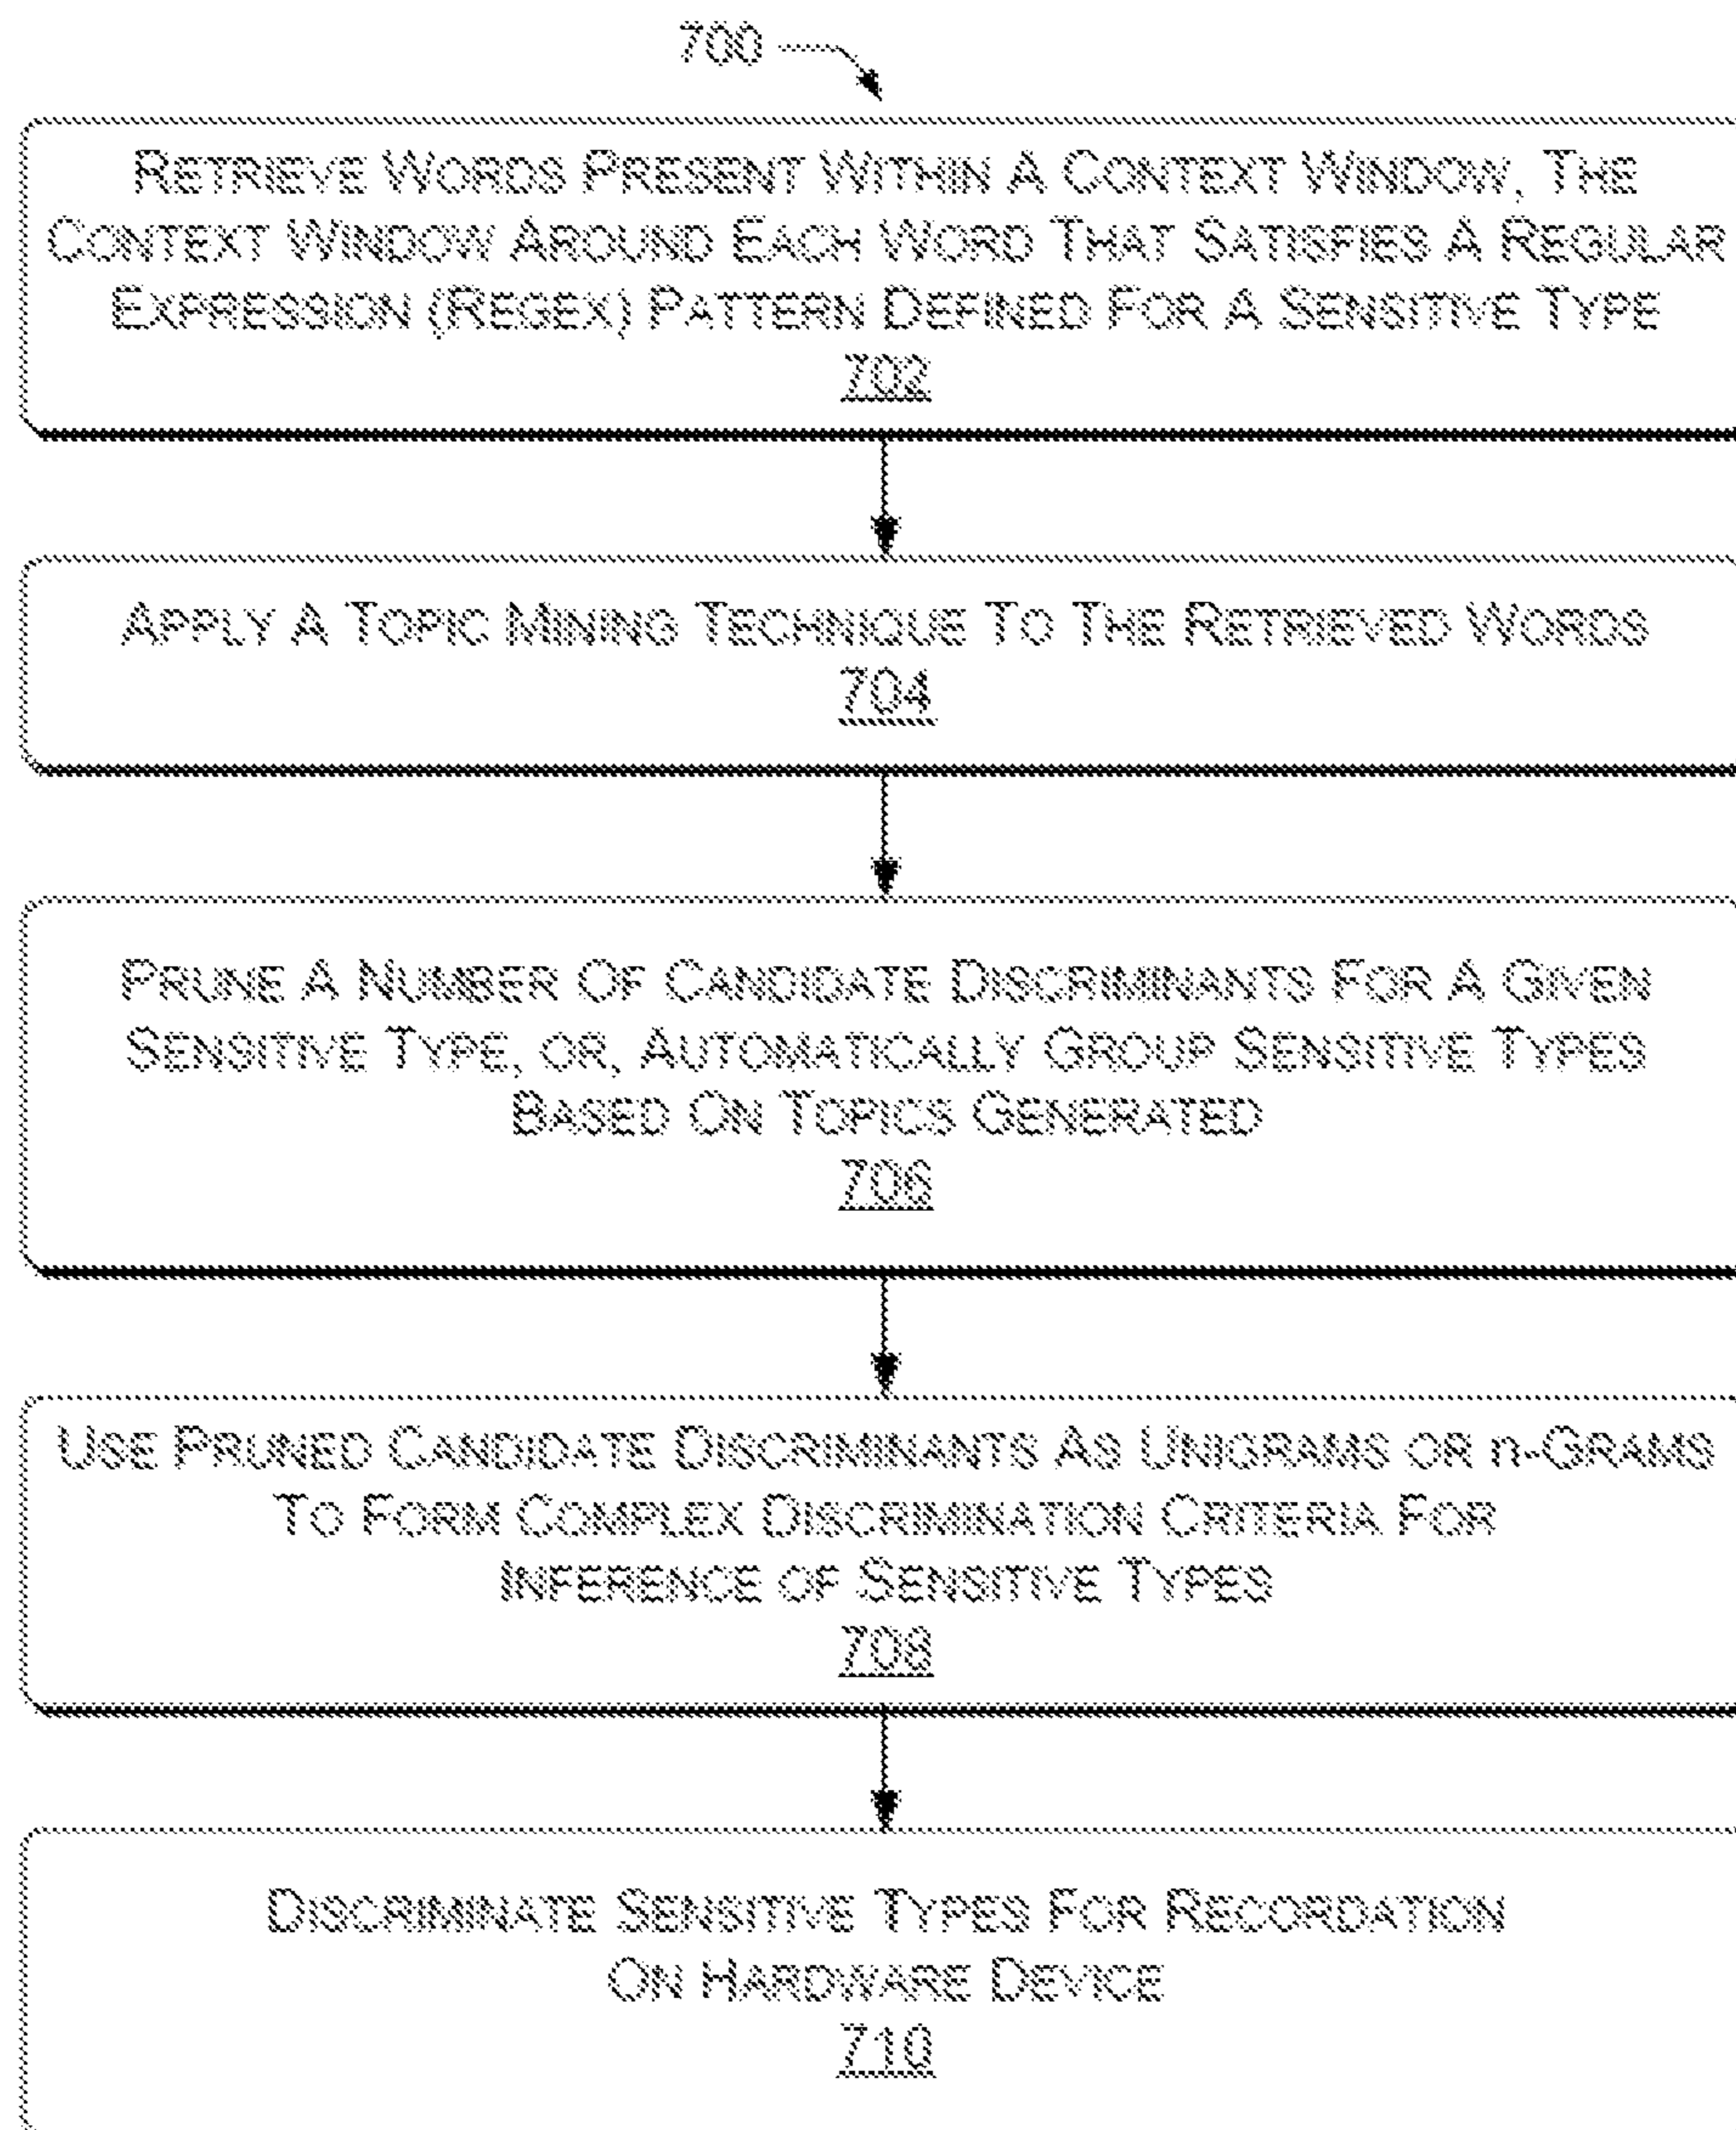 700
RETRIEVE WORDS PRESENT WITHIN A CONTEXT WINDOW, THE
CONTEXT WINDOW AROUND EACH WORD THAT SATISFIES A REGULAR
EXPRESSION (REGEX) PATTERN DEFINED FOR A SENSITIVE TYPE
702
APPLY A TOPIC MINING TECHNIQUE TO THE RETRIEVED WORDS
704
PRUNE A NUMBER OF CANDIDATE DISCRIMINANTS FOR A GIVEN
SENSITIVE TYPE, OR, AUTOMATICALLY GROUP SENSITIVE TYPES
BASED ON TOPICS GENERATED
706
USE PRUNED CANDIDATE DISCRIMINANTS AS UNIGRAMS OR n-GRAMS
TO FORM COMPLEX DISCRIMINATION CRITERIA FOR
INFERENCE OF SENSITIVE TYPES
708
DISCRIMINATE SENSITIVE TYPES FOR RECORDATION
ON HARDWARE DEVICE
710